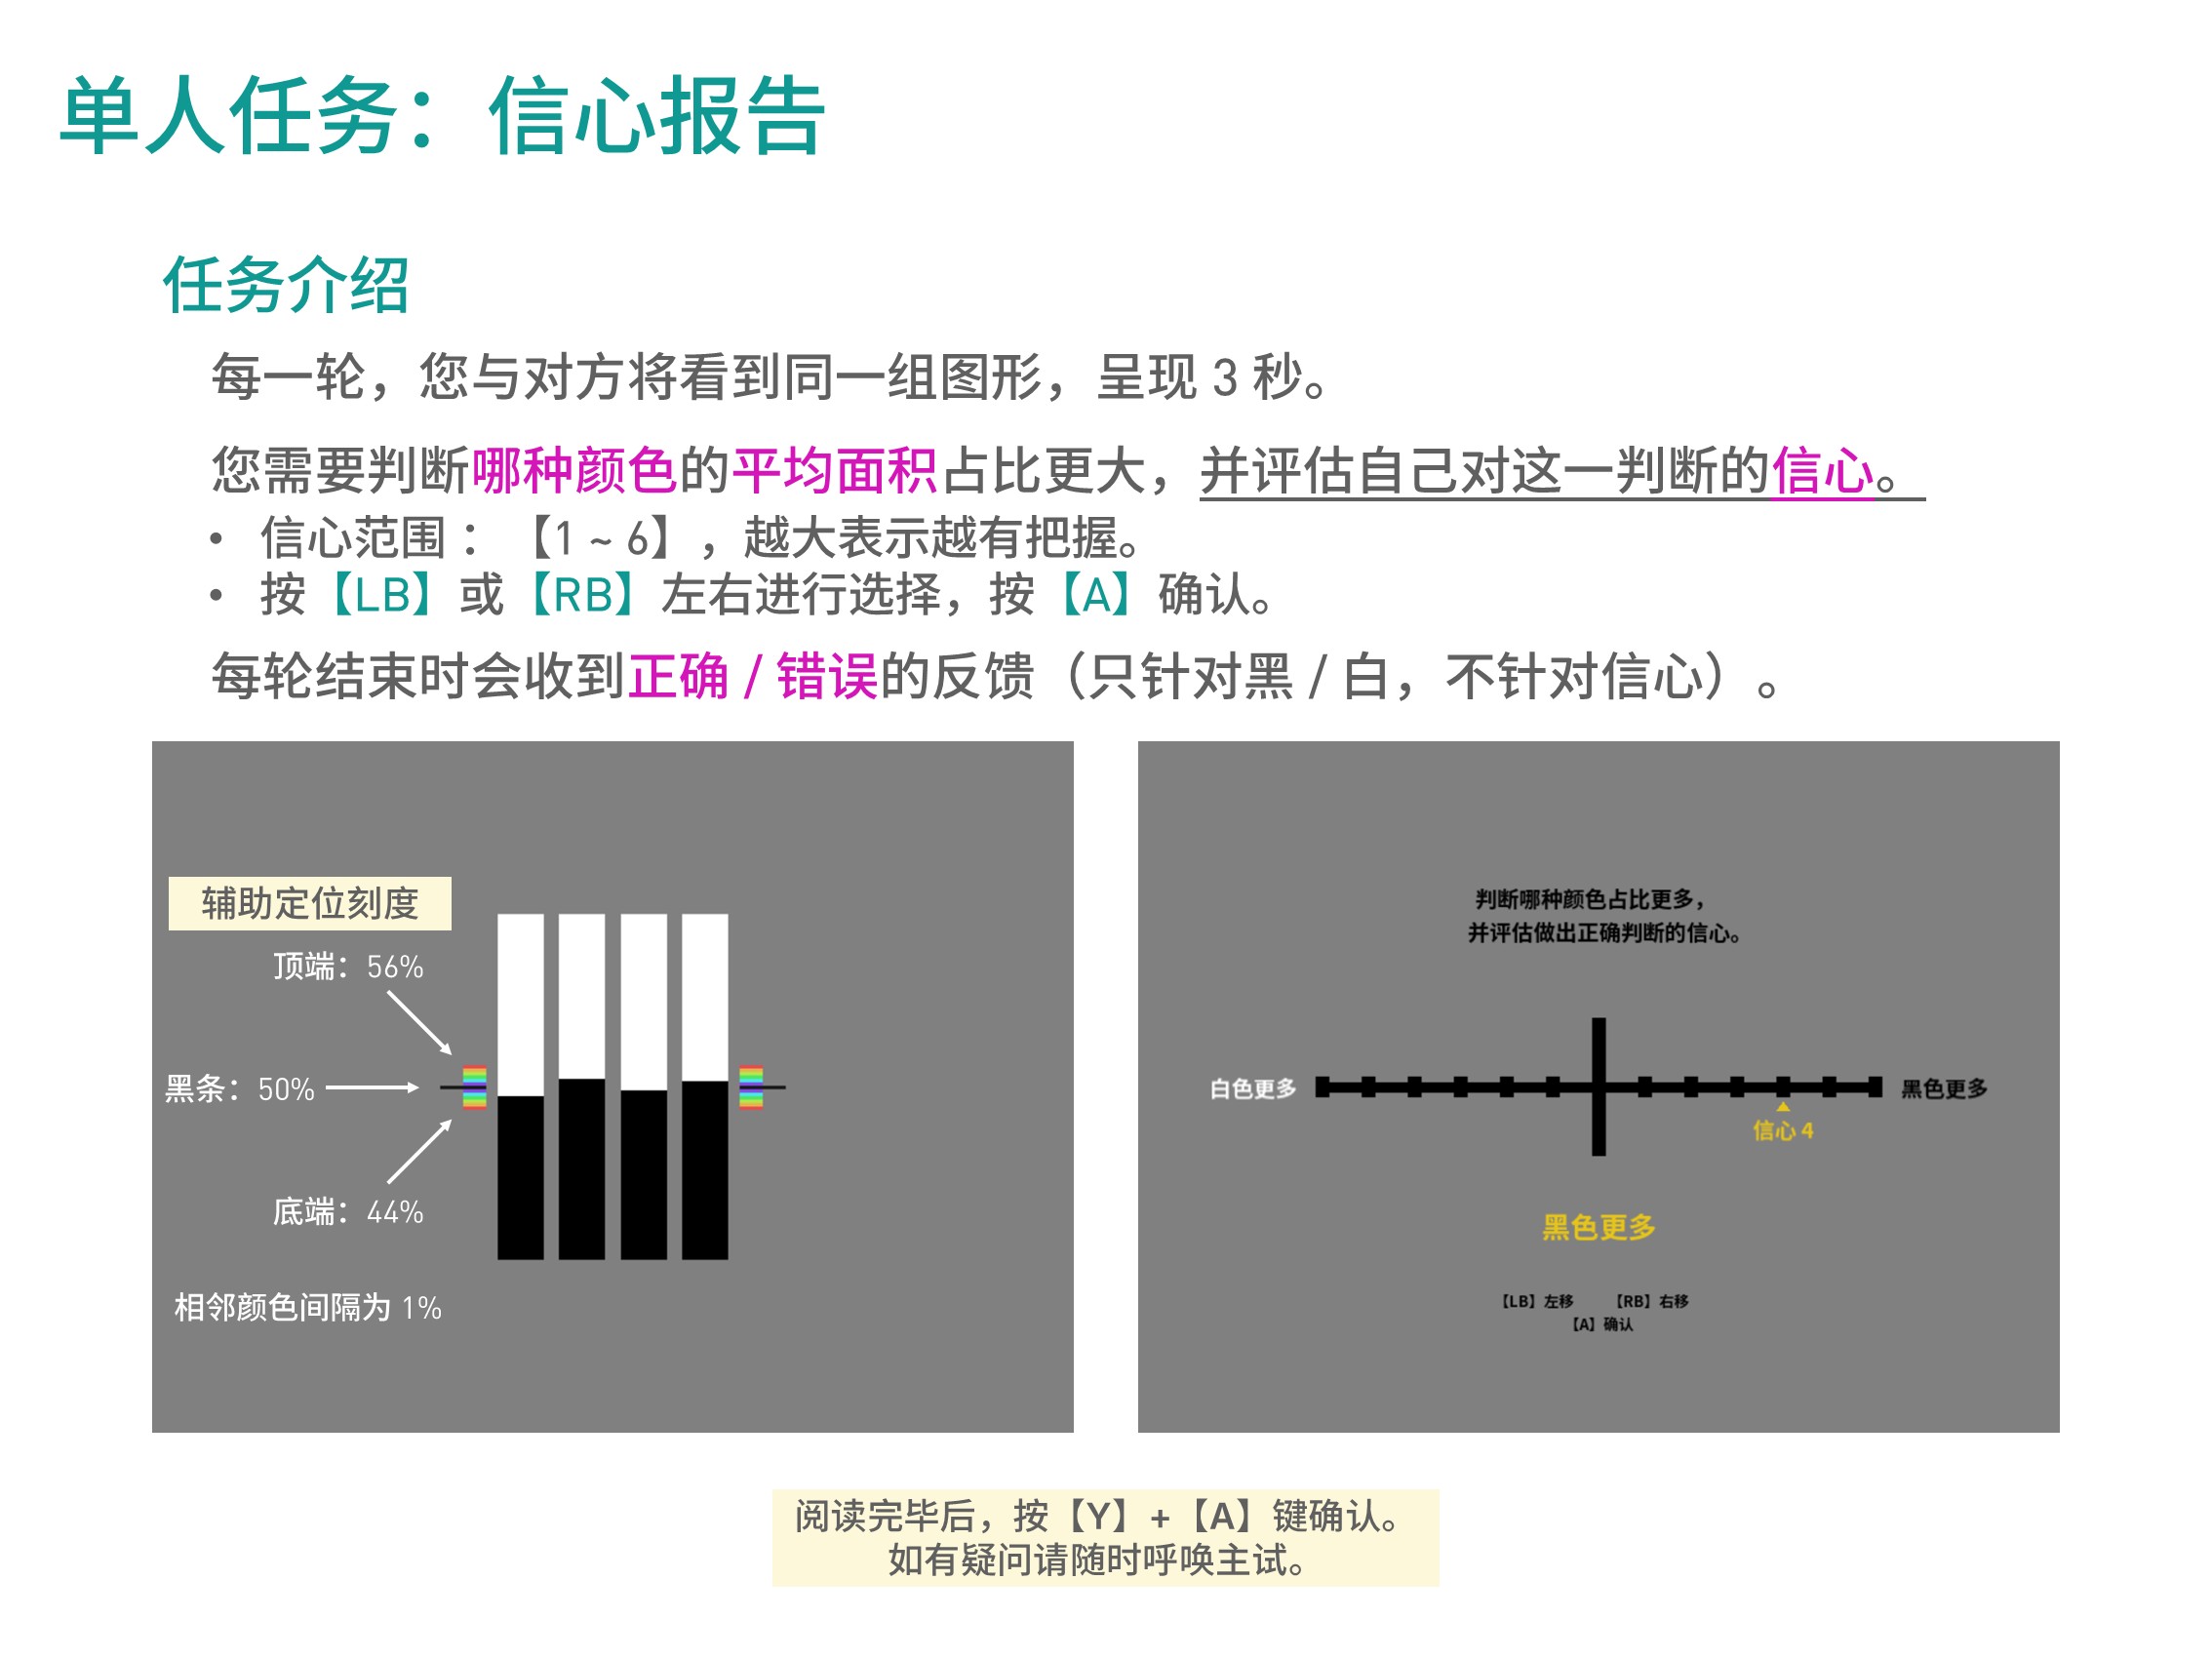 单人任务：信心报告
任务介绍
每一轮，您与对方将看到同一组图形，呈现 3 秒。
您需要判断哪种颜色的平均面积占比更大，并评估自己对这一判断的信心。
• 信心范围 ：【1 ~ 6】，越大表示越有把握。
• 按【LB】或【RB】左右进行选择，按【A】确认。
每轮结束时会收到正确 / 错误的反馈（只针对黑 / 白，不针对信心）。
辅助定位刻度
顶端：56%
黑条：50%
底端：44%
相邻颜色间隔为 1%
判断哪种颜色占比更多，
并评估做出正确判断的信心。
白色更多
黑色更多
信心 4
黑色更多
【LB】左移 【RB】右移
【A】确认
阅读完毕后，按【Y】+【A】键确认。
如有疑问请随时呼唤主试。